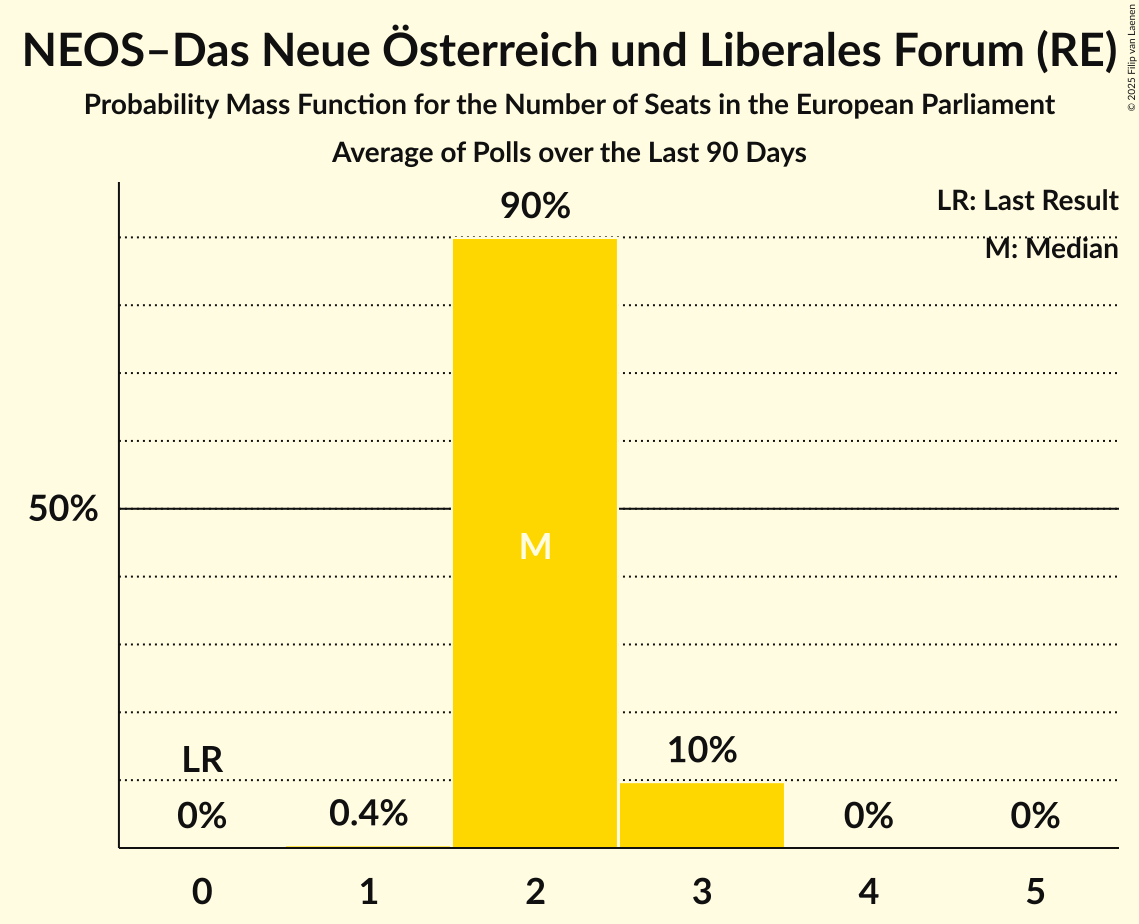 NEOS–Das Neue Österreich und Liberales Forum (RE)
Probability Mass Function for the Number of Seats in the European Parliament
Average of Polls over the Last 90 Days
© 2025 Filip van Laenen
LR: Last Result
M: Median
90%
50%
M
LR
10%
0%
0.4%
0%
0%
0 1 2 3 4 5